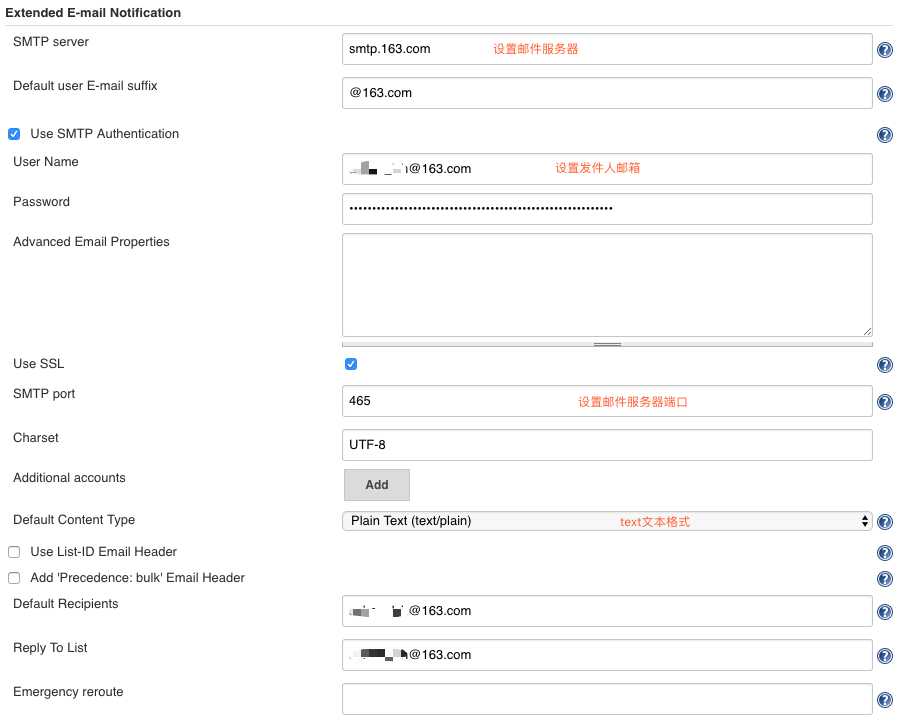 Extended E-mail Notification
SMTP server
smtp.163.com 设置邮件服务器
Default user E-mail suffix
@163.com
Use SMTP Authentication
User Name
@163.com 设置发件人邮箱
Password
Advanced Email Properties
Use SSL
SMTP port
465 设置邮件服务器端口
Charset
UTF-8
Additional accounts
Add
Default Content Type
Plain Text (text/plain) text文本格式
Use List-ID Email Header
Add 'Precedence: bulk' Email Header
Default Recipients
@163.com
Reply To List
@163.com
Emergency reroute